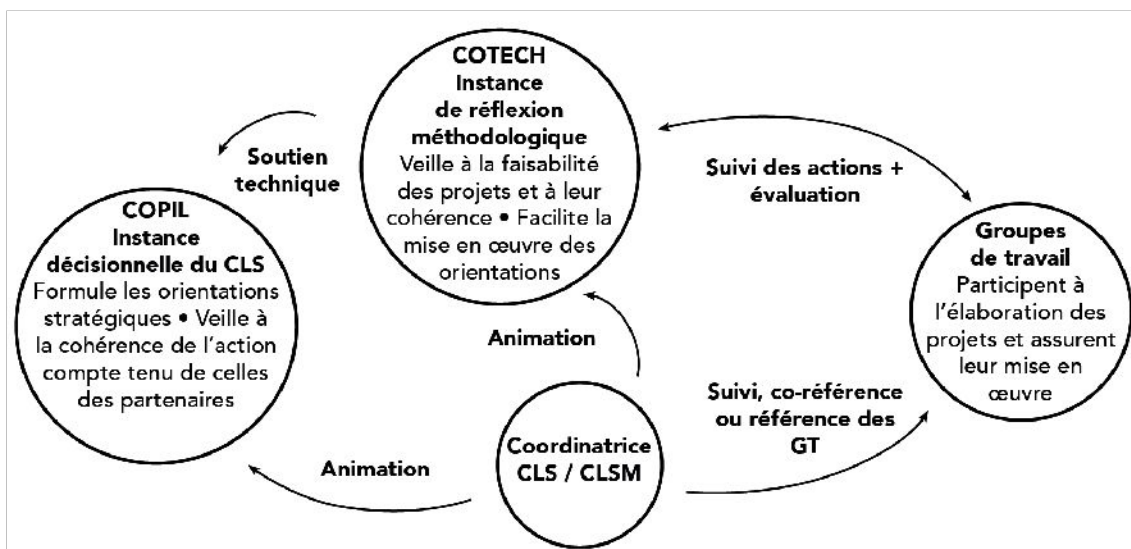 COTECH
Instance
de réflexion
méthodologique
Veille à la faisabilité
des projets et à leur
cohérence • Facilite la
mise en œuvre des
orientations
Soutien
technique
Suivi des actions +
évaluation
COPIL
Instance
décisionnelle du CLS
Formule les orientations
stratégiques • Veille à
la cohérence de l'action
compte tenu de celles
des partenaires
Groupes
de travail
Participent à
l'élaboration des
projets et assurent
leur mise en
œuvre
Animation
Suivi, co-référence
ou référence des
GT
Coordinatrice
CLS / CLSM
Animation